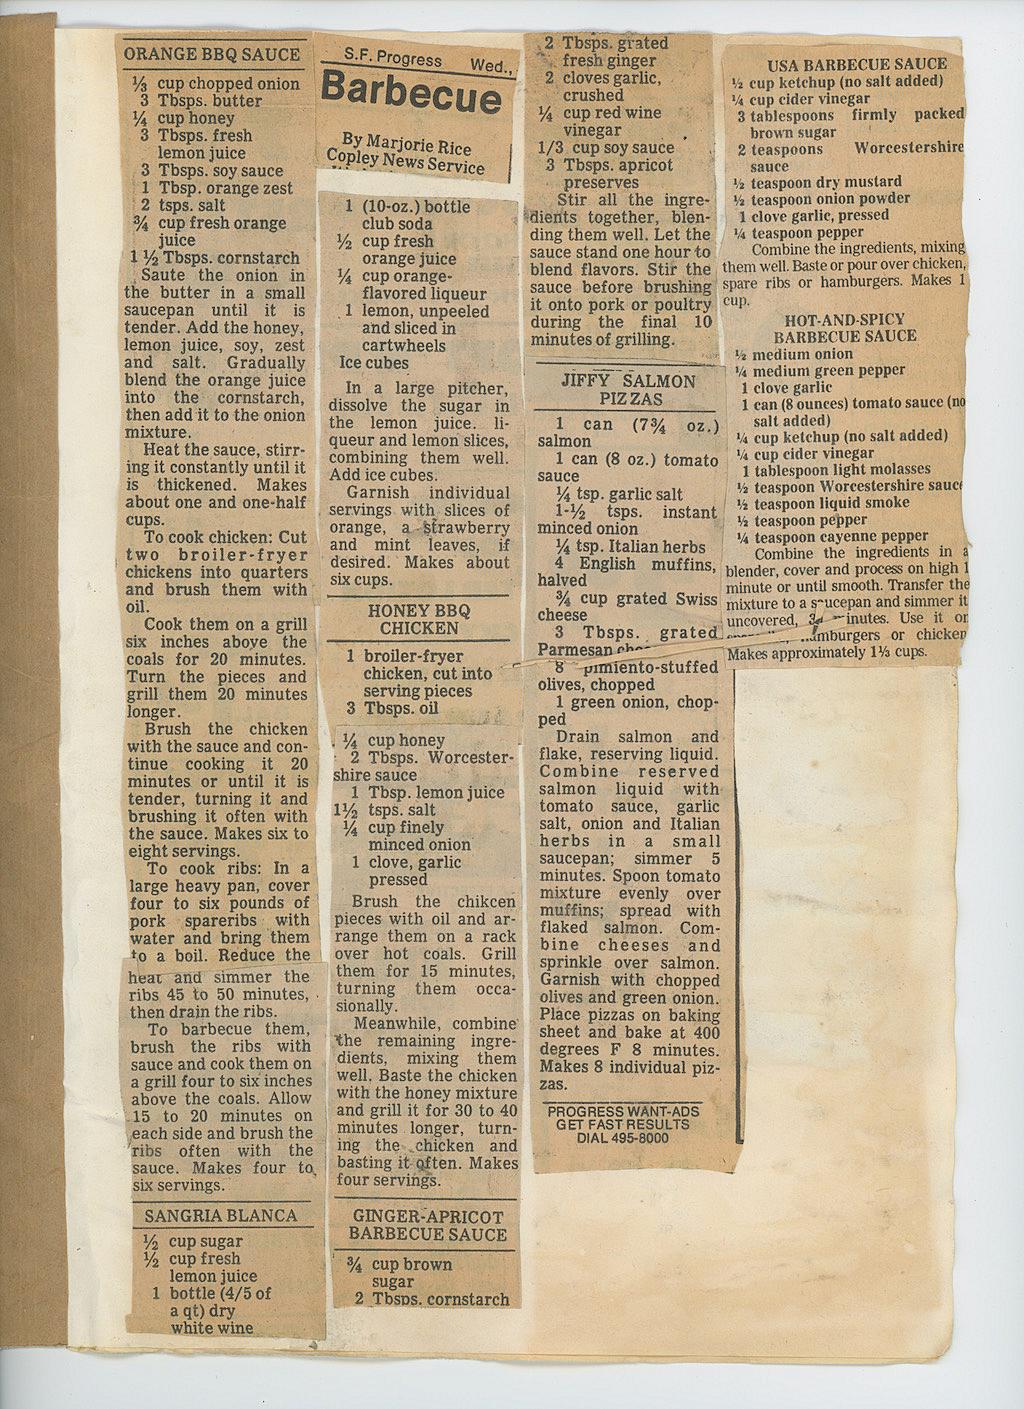 ORANGE BBQ SAUCE
⅓ cup chopped onion
3 Tbsps. butter
¼ cup honey
3 Tbsps. fresh
lemon juice
3 Tbsps. soy sauce
1 Tbsp. orange zest
2 tsps. salt
¾ cup fresh orange
juice
1 ½ Tbsps. cornstarch
Saute the onion in
the butter in a small
saucepan until it is
tender. Add the honey,
lemon juice, soy, zest
and salt. Gradually
blend the orange juice
into the cornstarch,
then add it to the onion
mixture.
Heat the sauce, stirr-
ing it constantly until it
is thickened. Makes
about one and one-half
cups.
To cook chicken: Cut
two broiler-fryer
chickens into quarters
and brush them with
oil.
Cook them on a grill
six inches above the
coals for 20 minutes.
Turn the pieces and
grill them 20 minutes
longer.
Brush the chicken
with the sauce and con-
tinue cooking it 20
minutes or until it is
tender, turning it and
brushing it often with
the sauce. Makes six to
eight servings.
To cook ribs: In a
large heavy pan, cover
four to six pounds of
pork spareribs with
water and bring them
to a boil. Reduce the
heat and simmer the
ribs 45 to 50 minutes,
then drain the ribs.
To barbecue them,
brush the ribs with
sauce and cook them on
a grill four to six inches
above the coals. Allow
15 to 20 minutes on
each side and brush the
ribs often with the
sauce. Makes four to
six servings.
SANGRIA BLANCA
½ cup sugar
½ cup fresh
lemon juice
1 bottle (4/5 of
a qt) dry
white wine
S.F. Progress Wed.,
Barbecue
By Marjorie Rice
Copley News Service
1 (10-oz.) bottle
club soda
½ cup fresh
orange juice
¼ cup orange-
flavored liqueur
1 lemon, unpeeled
and sliced in
cartwheels
Ice cubes
In a large pitcher,
dissolve the sugar in
the lemon juice. li-
queur and lemon slices,
combining them well.
Add ice cubes.
Garnish individual
servings with slices of
orange, a strawberry
and mint leaves, if
desired. Makes about
six cups.
HONEY BBQ
CHICKEN
1 broiler-fryer
chicken, cut into
serving pieces
3 Tbsps. oil
¼ cup honey
2 Tbsps. Worcester-
shire sauce
1 Tbsp. lemon juice
1½ tsps. salt
¼ cup finely
minced onion
1 clove, garlic
pressed
Brush the chikcen
pieces with oil and ar-
range them on a rack
over hot coals. Grill
them for 15 minutes,
turning them occa-
sionally.
Meanwhile, combine
the remaining ingre-
dients, mixing them
well. Baste the chicken
with the honey mixture
and grill it for 30 to 40
minutes longer, turn-
ing the chicken and
basting it often. Makes
four servings.
GINGER-APRICOT
BARBECUE SAUCE
¾ cup brown
sugar
2 Tbsps. cornstarch
2 Tbsps. grated
fresh ginger
2 cloves garlic,
crushed
¼ cup red wine
vinegar
1/3 cup soy sauce
3 Tbsps. apricot
preserves
Stir all the ingre-
dients together, blen-
ding them well. Let the
sauce stand one hour to
blend flavors. Stir the
sauce before brushing
it onto pork or poultry
during the final 10
minutes of grilling.
JIFFY SALMON
PIZZAS
1 can (7¾ oz.)
salmon
1 can (8 oz.) tomato
sauce
¼ tsp. garlic salt
1-½ tsps. instant
minced onion
¼ tsp. Italian herbs
4 English muffins,
halved
¾ cup grated Swiss
cheese
3 Tbsps. grated
Parmesan
8 pimiento-stuffed
olives, chopped
1 green onion, chop-
ped
Drain salmon and
flake, reserving liquid.
Combine reserved
salmon liquid with
tomato sauce, garlic
salt, onion and Italian
herbs in a small
saucepan; simmer 5
minutes. Spoon tomato
mixture evenly over
muffins; spread with
flaked salmon. Com-
bine cheeses and
sprinkle over salmon.
Garnish with chopped
olives and green onion.
Place pizzas on baking
sheet and bake at 400
degrees F 8 minutes.
Makes 8 individual piz-
zas.
PROGRESS WANT-ADS
GET FAST RESULTS
DIAL 495-8000
USA BARBECUE SAUCE
½ cup ketchup (no salt added)
¼ cup cider vinegar
3 tablespoons firmly packed
brown sugar
2 teaspoons Worcestershire
sauce
½ teaspoon dry mustard
½ teaspoon onion powder
1 clove garlic, pressed
¼ teaspoon pepper
Combine the ingredients, mixing
them well. Baste or pour over chicken,
spare ribs or hamburgers. Makes 1
cup.
HOT-AND-SPICY
BARBECUE SAUCE
½ medium onion
¼ medium green pepper
1 clove garlic
1 can (8 ounces) tomato sauce (no
salt added)
¼ cup ketchup (no salt added)
¼ cup cider vinegar
1 tablespoon light molasses
½ teaspoon Worcestershire sauce
½ teaspoon liquid smoke
½ teaspoon pepper
¼ teaspoon cayenne pepper
Combine the ingredients in a
blender, cover and process on high 1
minute or until smooth. Transfer the
mixture to a saucepan and simmer it
uncovered, minutes. Use it on
hamburgers or chicken
Makes approximately 1⅓ cups.